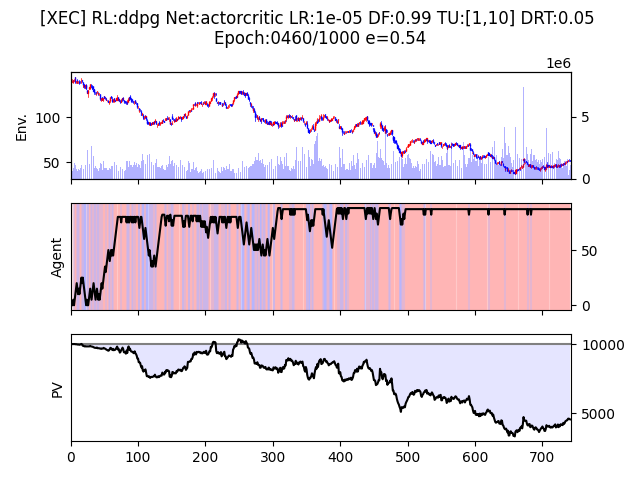 [XEC] RL:ddpg Net:actorcritic LR:1e-05 DF:0.99 TU:[1,10] DRT:0.05
Epoch:0460/1000 e=0.54
1e6
Env.
100
50
5
0
Agent
50
0
PV
10000
5000
0 100 200 300 400 500 600 700